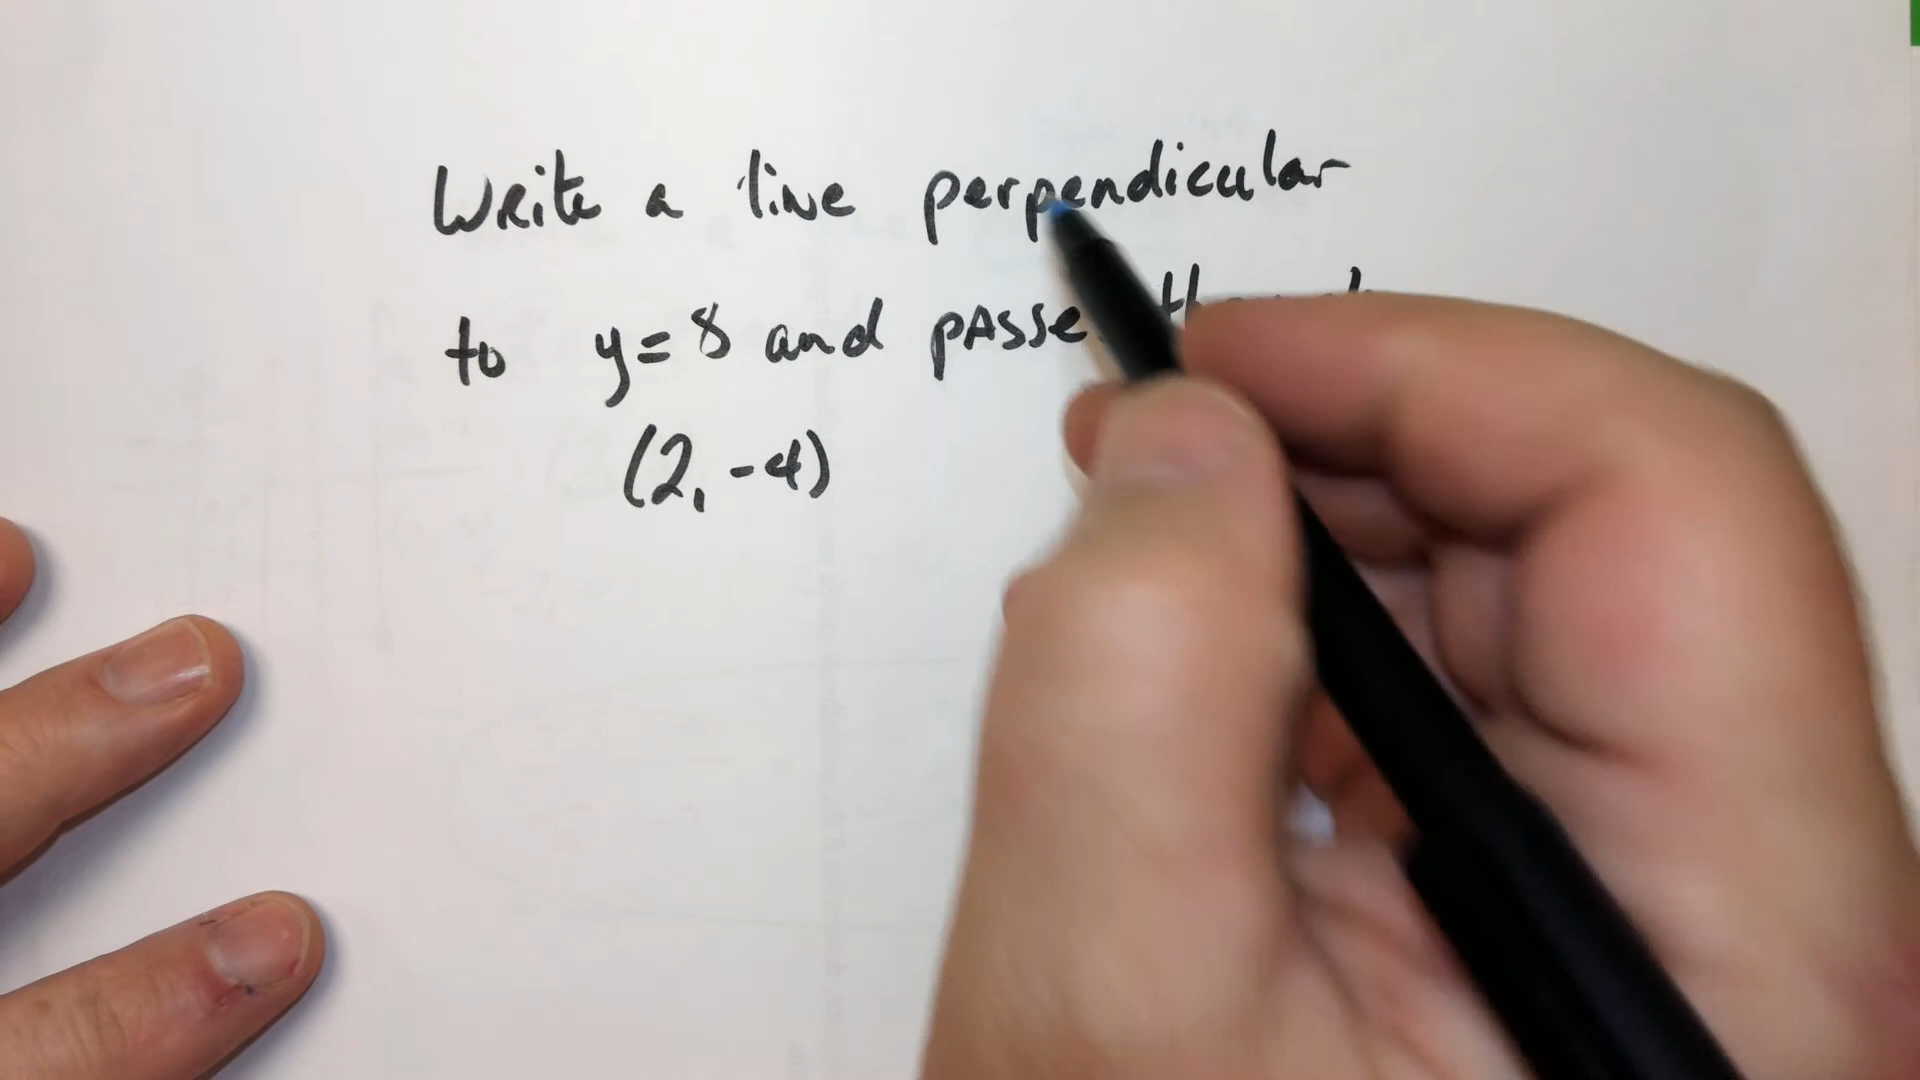 Write a line perpendicular
to y=8 and passe
(2,-4)